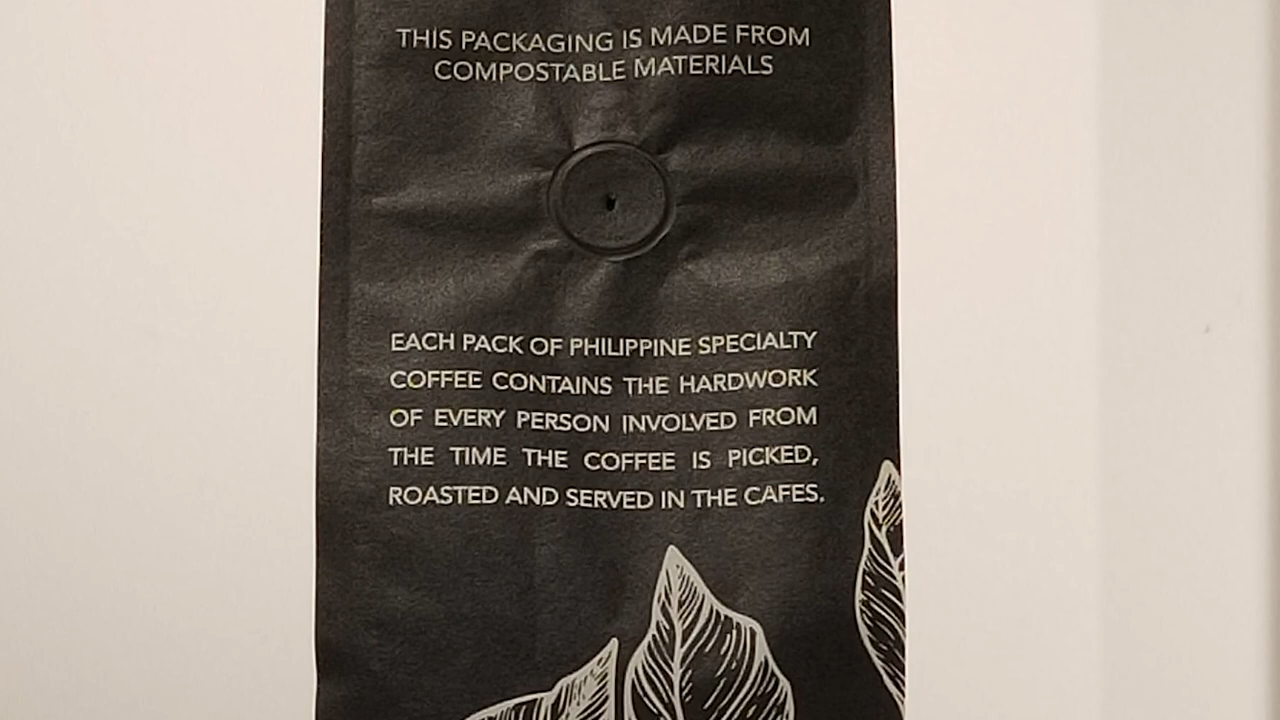 THIS PACKAGING IS MADE FROM
COMPOSTABLE MATERIALS
EACH PACK OF PHILIPPINE SPECIALTY
COFFEE CONTAINS THE HARDWORK
OF EVERY PERSON INVOLVED FROM
THE TIME THE COFFEE IS PICKED,
ROASTED AND SERVED IN THE CAFES.